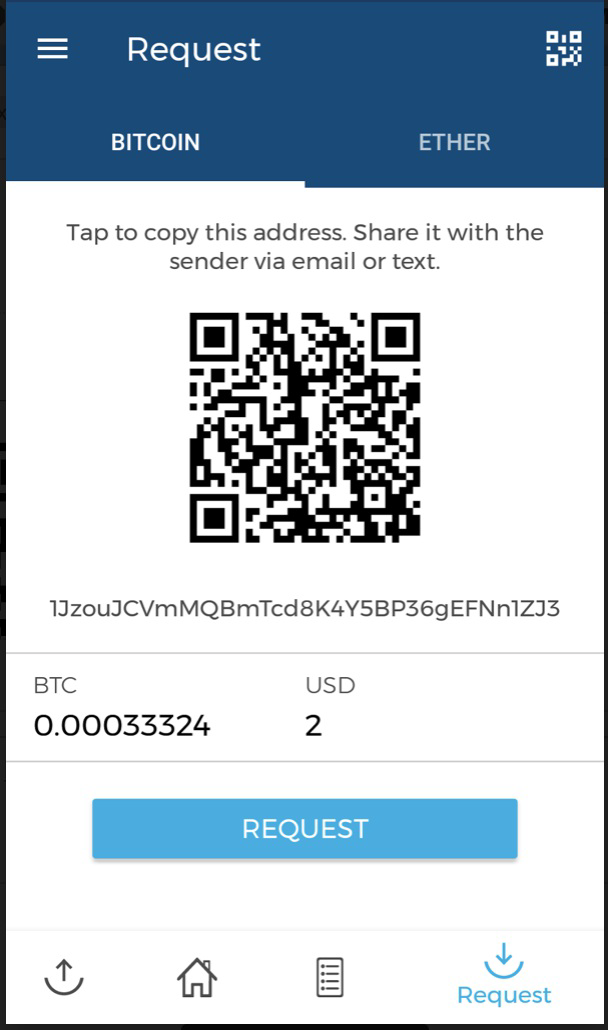 Request
BITCOIN
ETHER
Tap to copy this address. Share it with the
sender via email or text.
1JzouJCVmMQBmTcd8K4Y5BP36gEFNn1ZJ3
BTC
USD
0.00033324
2
REQUEST
Request